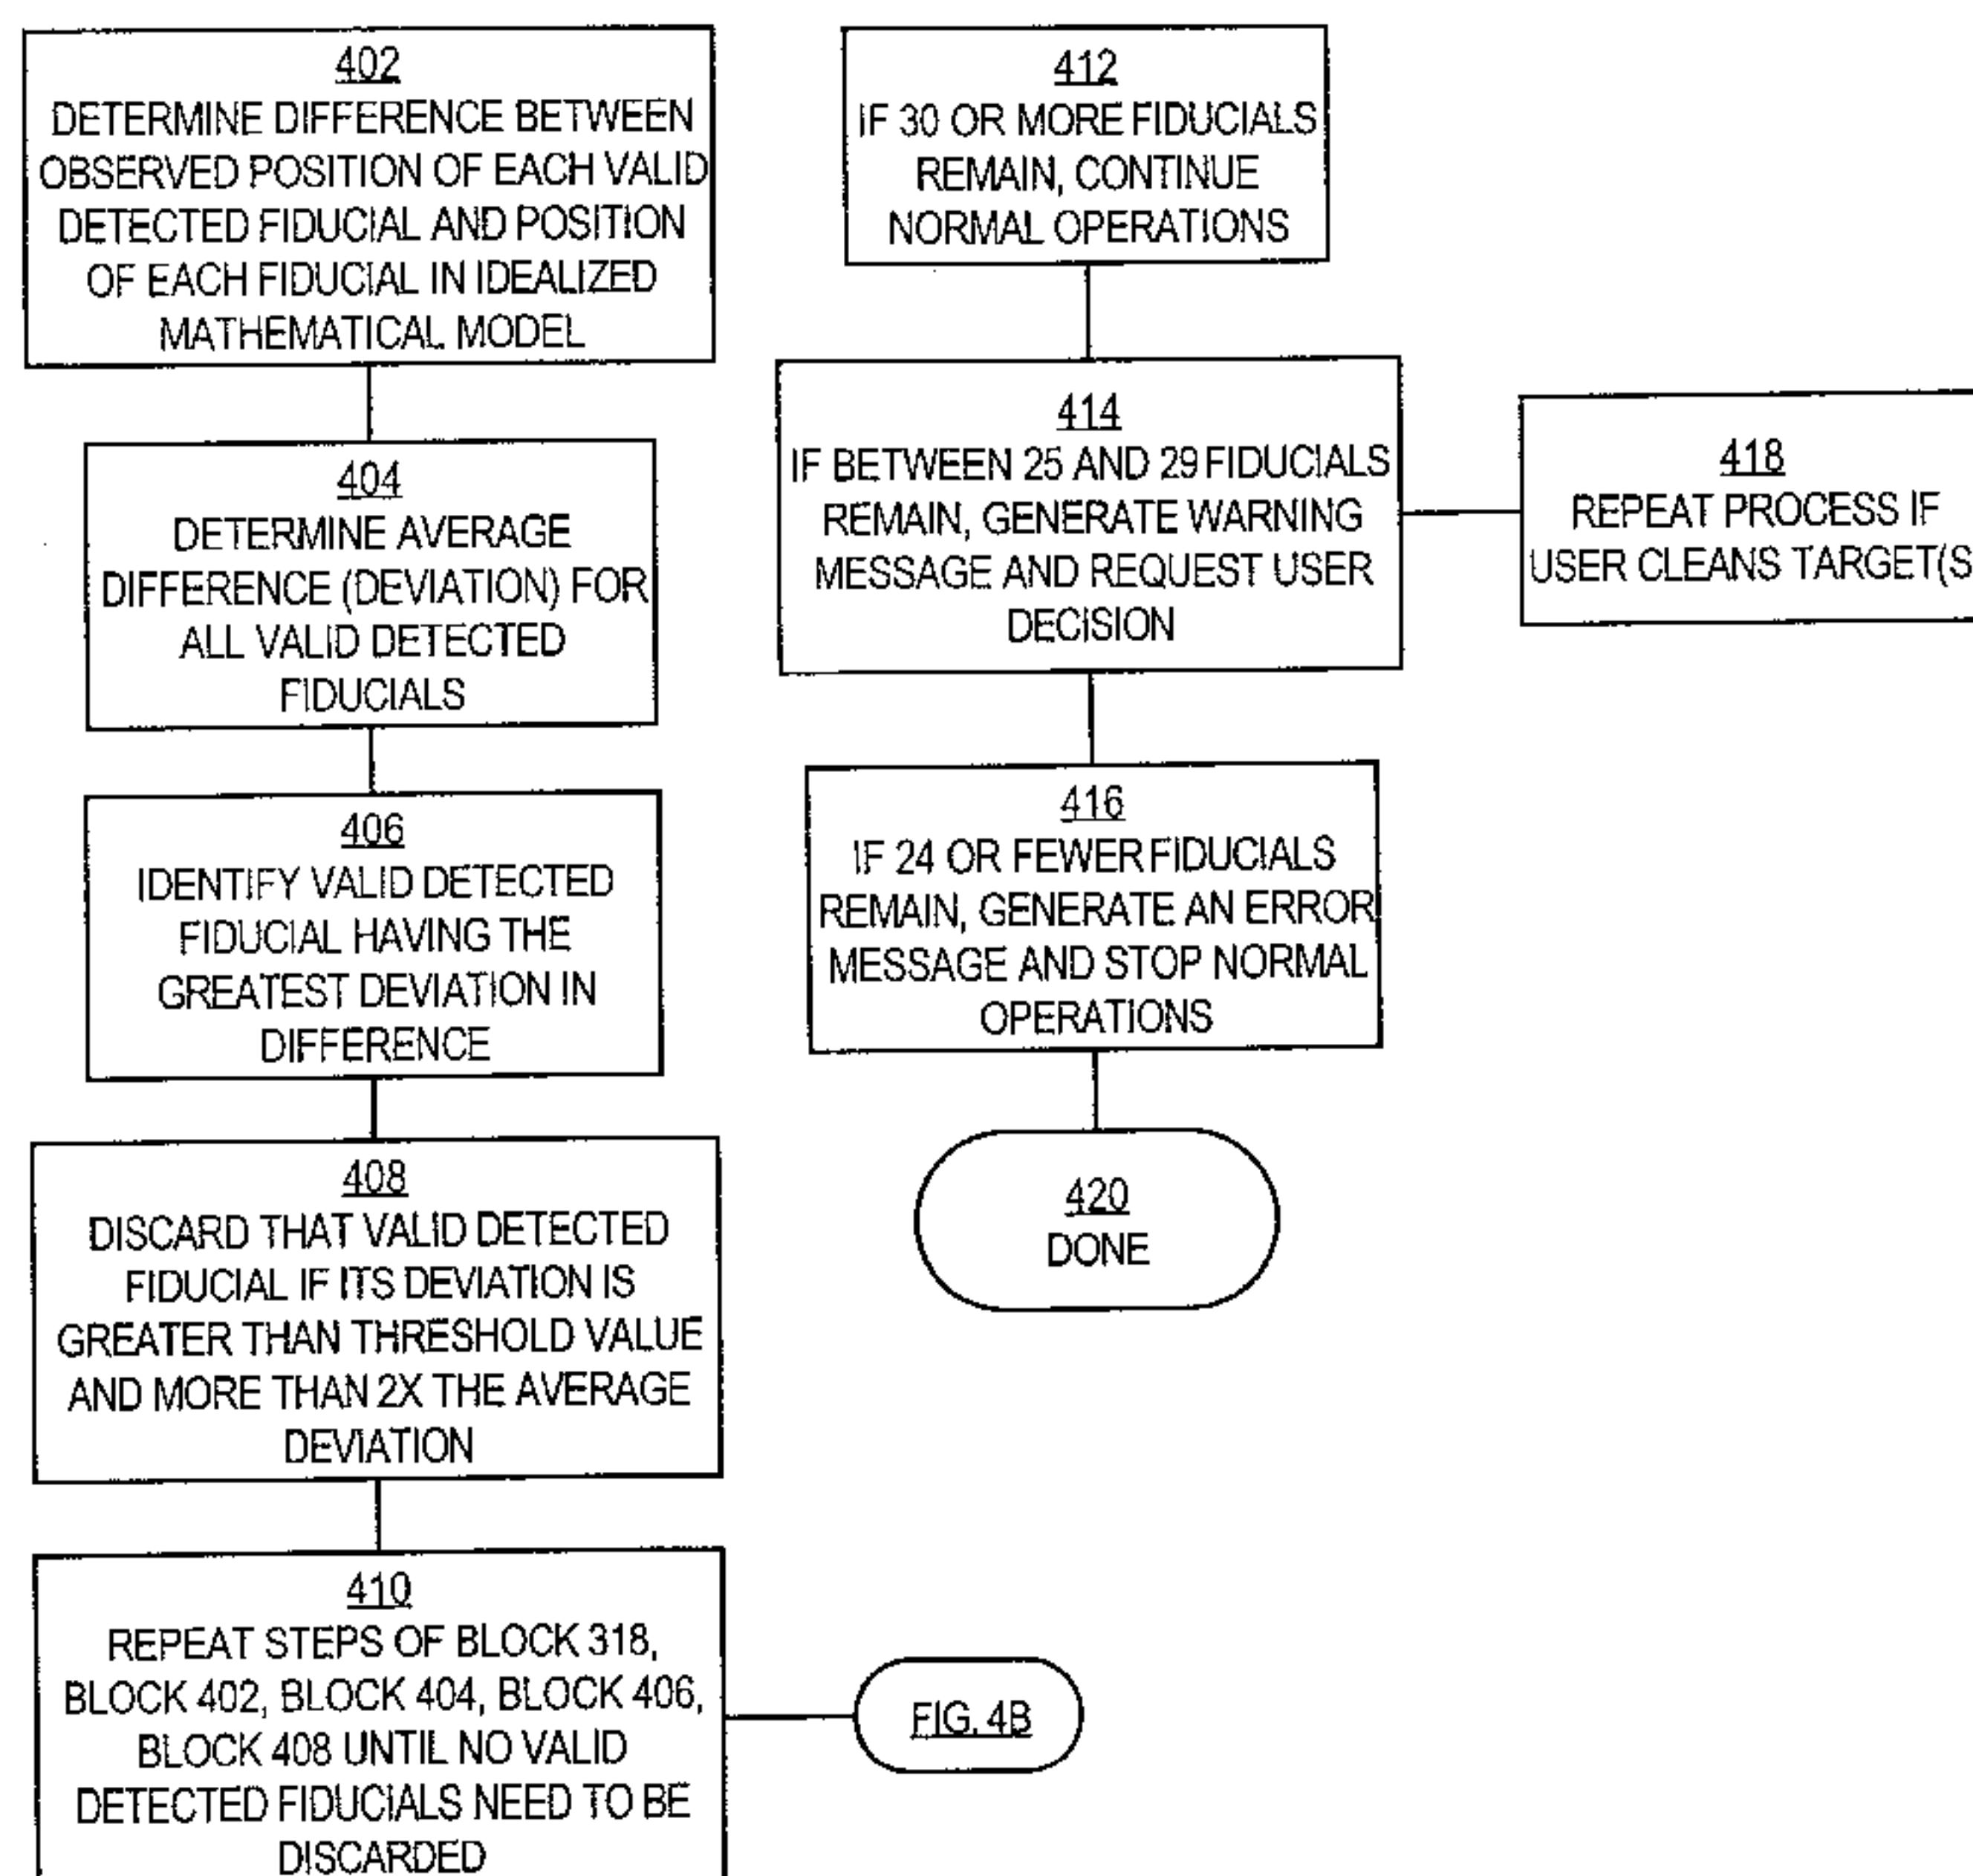 402
DETERMINE DIFFERENCE BETWEEN
OBSERVED POSITION OF EACH VALID
DETECTED FIDUCIAL AND POSITION
OF EACH FIDUCIAL IN IDEALIZED
MATHEMATICAL MODEL
404
DETERMINE AVERAGE
DIFFERENCE (DEVIATION) FOR
ALL VALID DETECTED
FIDUCIALS
406
IDENTIFY VALID DETECTED
FIDUCIAL HAVING THE
GREATEST DEVIATION IN
DIFFERENCE
408
DISCARD THAT VALID DETECTED
FIDUCIAL IF ITS DEVIATION IS
GREATER THAN THRESHOLD VALUE
AND MORE THAN 2X THE AVERAGE
DEVIATION
410
REPEAT STEPS OF BLOCK 318,
BLOCK 402, BLOCK 404, BLOCK 406,
BLOCK 408 UNTIL NO VALID
DETECTED FIDUCIALS NEED TO BE
DISCARDED
FIG. 4B
412
IF 30 OR MORE FIDUCIALS
REMAIN, CONTINUE
NORMAL OPERATIONS
414
IF BETWEEN 25 AND 29 FIDUCIALS
REMAIN, GENERATE WARNING
MESSAGE AND REQUEST USER
DECISION
416
IF 24 OR FEWER FIDUCIALS
REMAIN, GENERATE AN ERROR
MESSAGE AND STOP NORMAL
OPERATIONS
420
DONE
418
REPEAT PROCESS IF
USER CLEANS TARGET(S